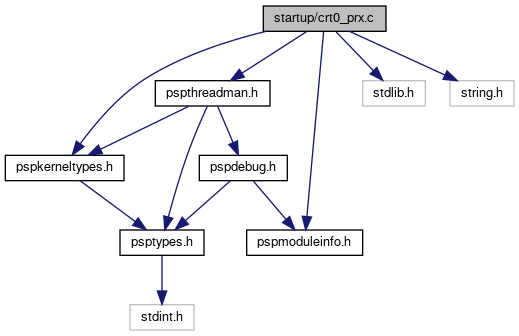 startup/crt0_prx.c
pspthreadman.h
stdlib.h
string.h
pspkerneltypes.h
pspdebug.h
psptypes.h
pspmoduleinfo.h
stdint.h